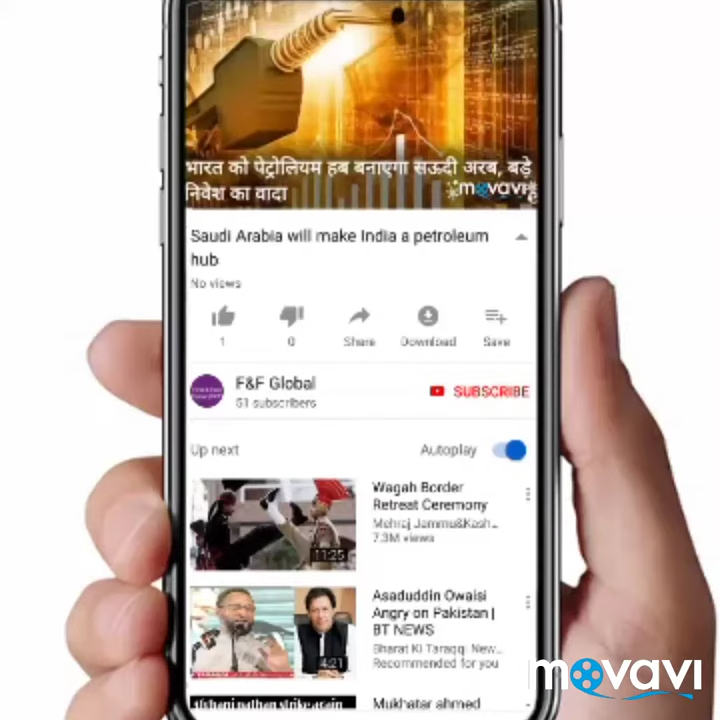 भारत को पेट्रोलियम हब बनाएगा सऊदी अरब, बड़े
निवेश का वादा
movavi
Saudi Arabia will make India a petroleum
hub
No views
1
0
Share
Download
Save
F&F Global
51 subscribers
SUBSCRIBE
Up next
Autoplay
Wagah Border
Retreat Ceremony
Mehraj Jammu&Kash...
7.3M views
11:25
Asaduddin Owaisi
Angry on Pakistan |
BT NEWS
Bharat Ki Taraqqi New...
Recommended for you
4:21
Mukhatar ahmed
movavi